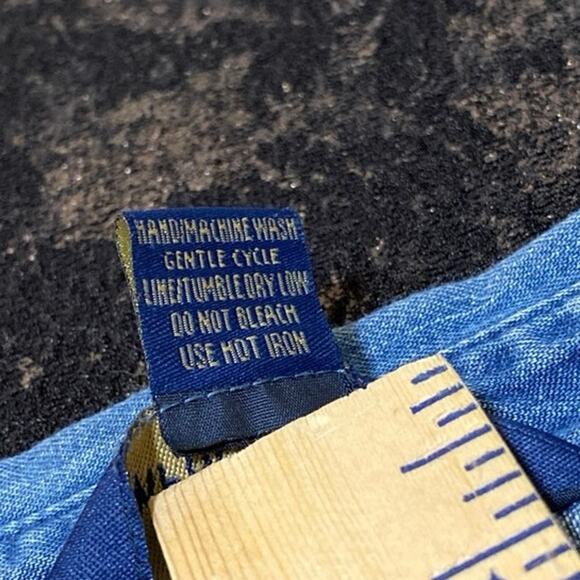 HAND/MACHINE WASH
GENTLE CYCLE
LINE/TUMBLE DRY LOW
DO NOT BLEACH
USE HOT IRON